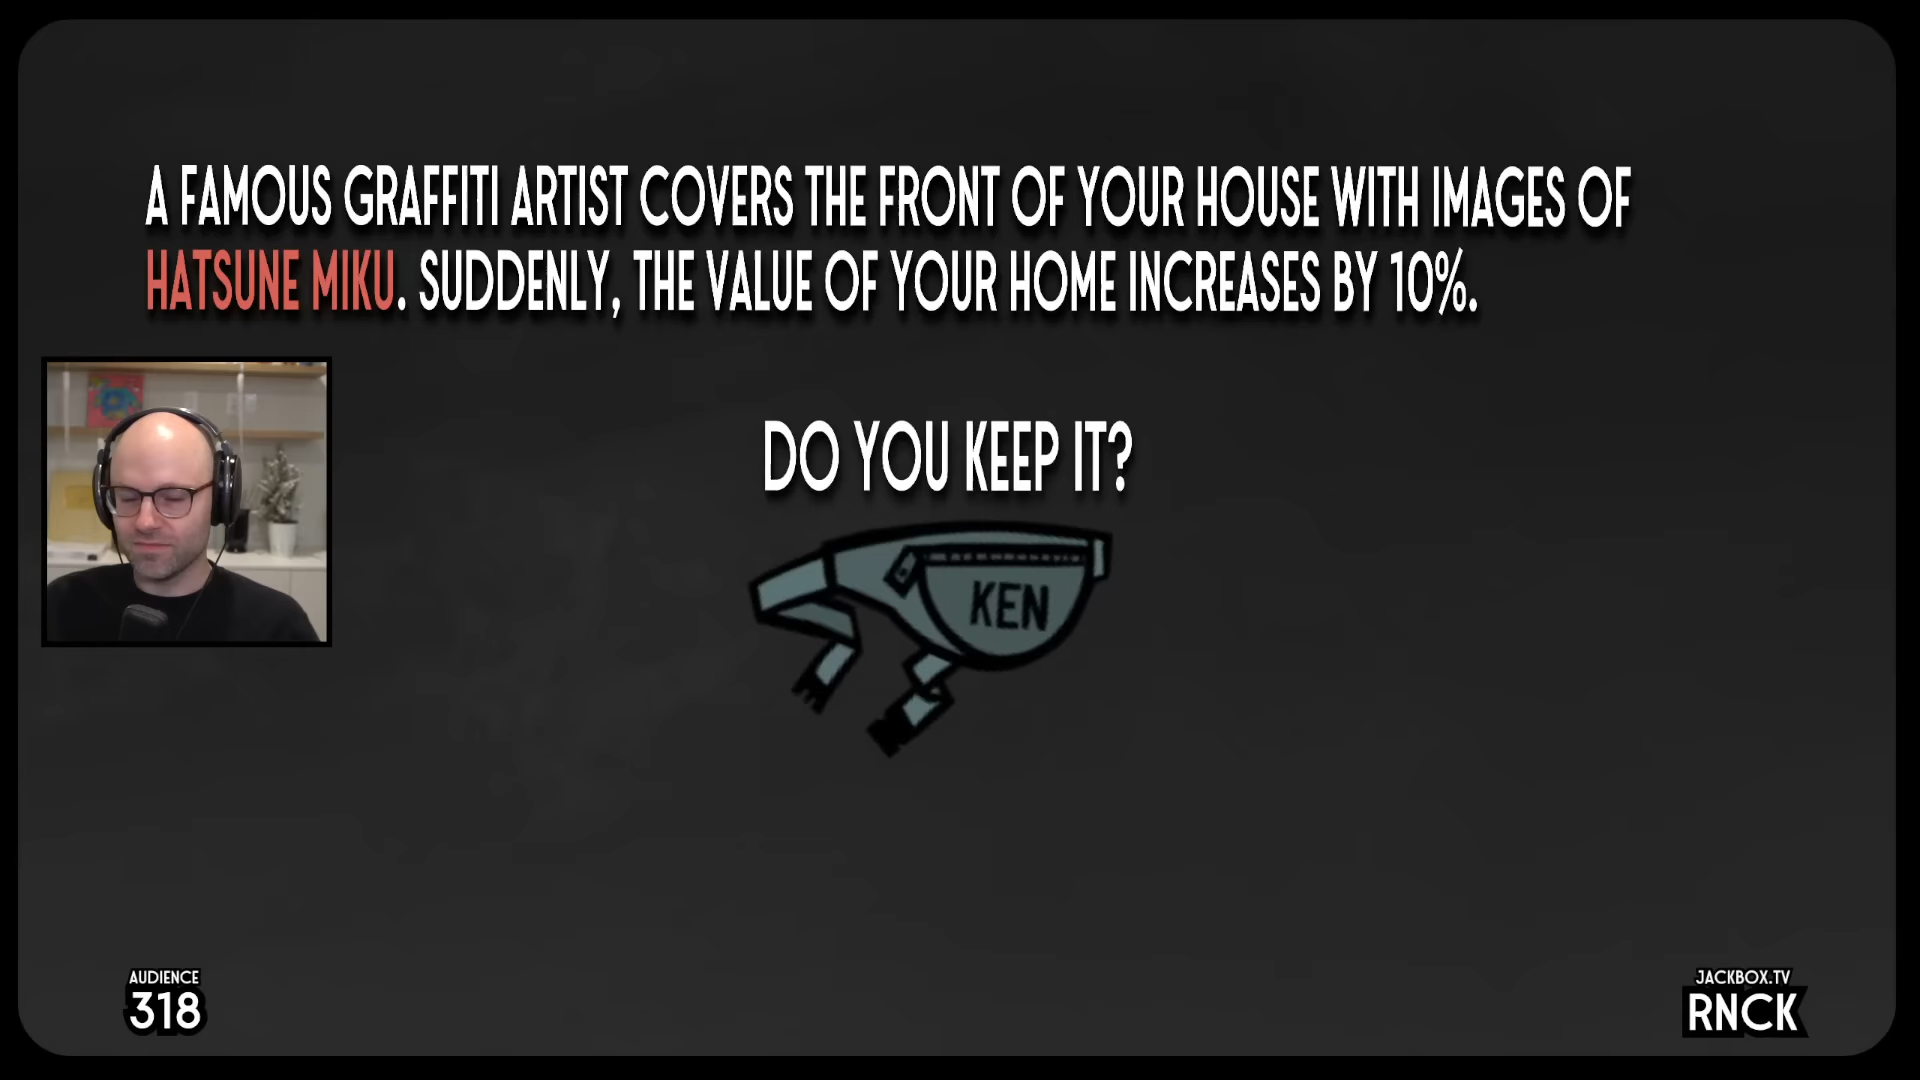 A FAMOUS GRAFFITI ARTIST COVERS THE FRONT OF YOUR HOUSE WITH IMAGES OF
HATSUNE MIKU. SUDDENLY, THE VALUE OF YOUR HOME INCREASES BY 10%.
DO YOU KEEP IT?
KEN
AUDIENCE
318
JACKBOX.TV
RNCK